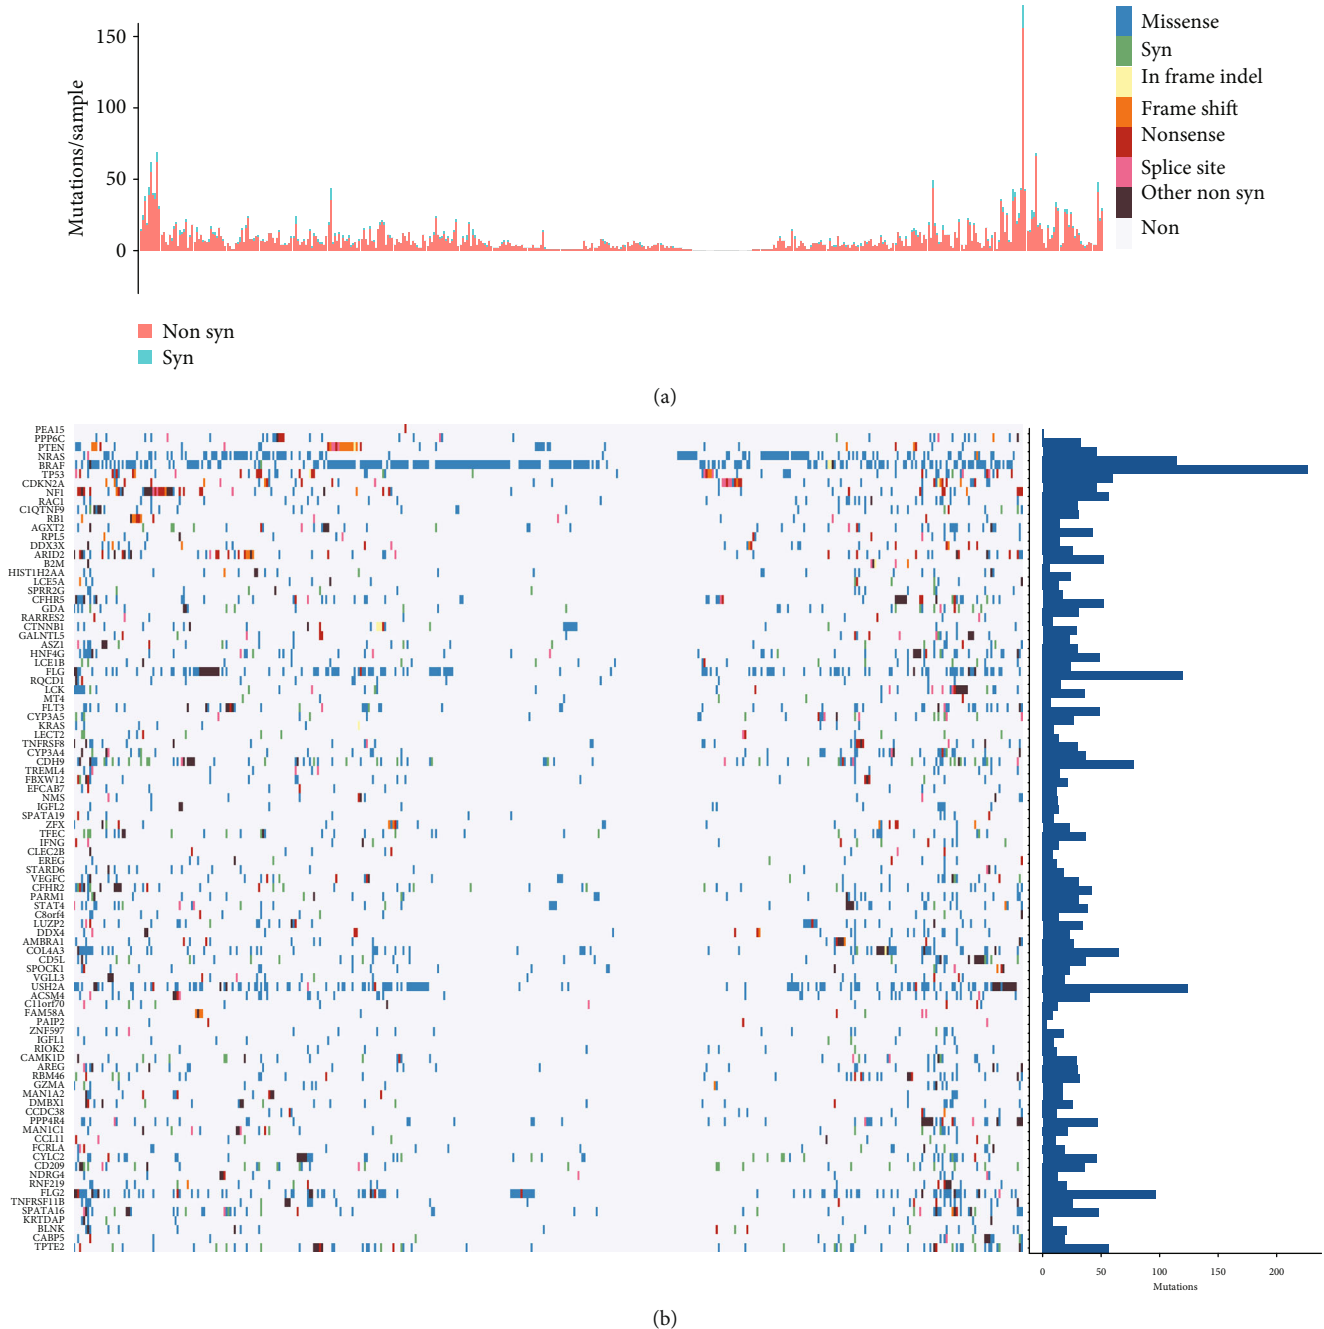 150
100
50
0
Mutations/sample
Missense
Syn
In frame indel
Frame shift
Nonsense
Splice site
Other non syn
Non
Non syn
Syn
(a)
PEA15
PPP6C
PTEN
NRAS
BRAF
TP53
CDKN2A
NF1
RAC1
C1QTNF9
RB1
AGXT2
RPL5
DDX3X
ARID2
B2M
HIST1H2AA
LCE5A
SPRR2G
CFHR5
GDA
RARRES2
CTNNB1
GALNTL5
ASZ1
HNF4G
LCE1B
FLG
RQCD1
LCK
MT4
FLT3
CYP3A5
KRAS
LECT2
TNFRSF8
CYP3A4
CDH9
TREML4
FBXW12
EFCAB7
NMS
IGFL2
SPATA19
ZFX
TFEC
IFNG
CLEC2B
EREG
STARD6
VEGFC
CFHR2
PARM1
STAT4
C8orf4
LUZP2
DDX4
AMBRA1
COL4A3
CD5L
SPOCK1
VGLL3
USH2A
ACSM4
C11orf70
FAM58A
PAIP2
ZNF597
IGFL1
RIOK2
CAMK1D
AREG
RBM46
GZMA
MAN1A2
DMBX1
CCDC38
PPP4R4
MAN1C1
CCL11
FCRLA
CYLC2
CD209
NDRG4
RNF219
FLG2
TNFRSF11B
SPATA16
KRTDAP
BLNK
CABP5
TPTE2
0 50 100 150 200
Mutations
(b)